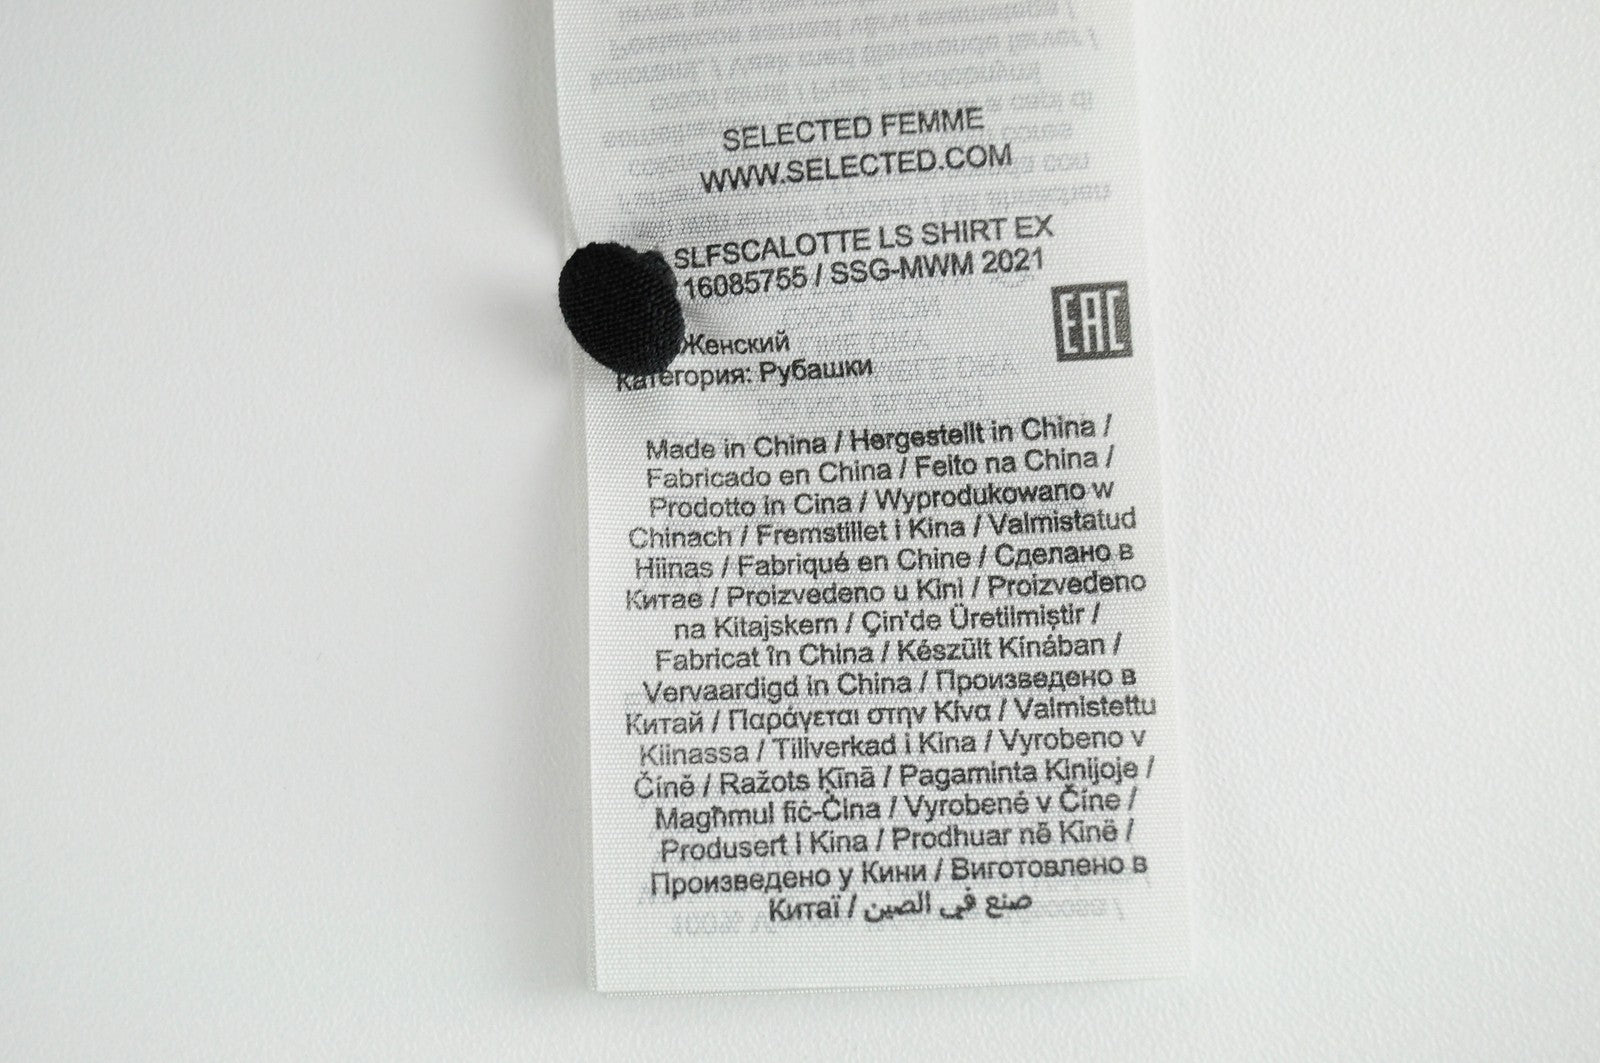 SELECTED FEMME
WWW.SELECTED.COM
SLFSCALOTTE LS SHIRT EX
16085755 / SSG-MWM 2021
EAC
Женский
Категория: Рубашки
Made in China / Hergestellt in China /
Fabricado en China / Feito na China /
Prodotto in Cina / Wyprodukowano w
Chinach / Fremstillet i Kina / Valmistatud
Hiinas / Fabriqué en Chine / Сделано в
Китае / Proizvedeno u Kini / Proizvedeno
na Kitajskem / Çin'de Üretilmiştir /
Fabricat în China / Készült Kínában /
Vervaardigd in China / Произведено в
Китай / Παράγεται στην Κίνα / Valmistettu
Kiinassa / Tillverkad i Kina / Vyrobeno v
Číně / Ražots Ķīnā / Pagaminta Kinijoje /
Magħmul fiċ-Ċina / Vyrobené v Číne /
Produsert i Kina / Prodhuar në Kinë /
Произведено у Кини / Виготовлено в
Китаї / صنع في الصين